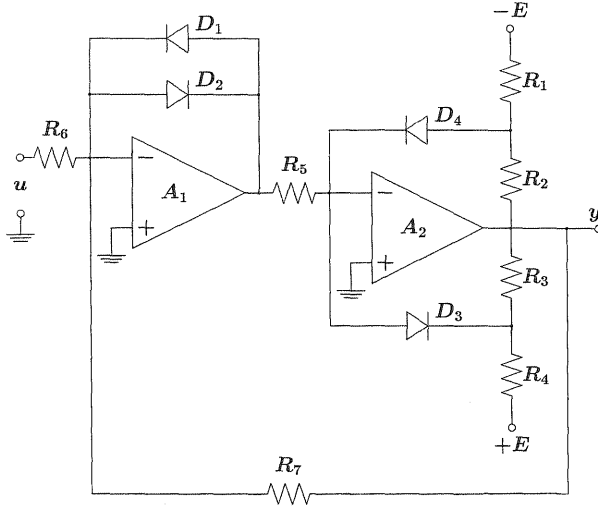 −E
D₁
R₁
D₂
D₄
R₆
R₅
R₂
−
−
u
A₁
A₂
y
+
+
R₃
D₃
R₄
+E
R₇